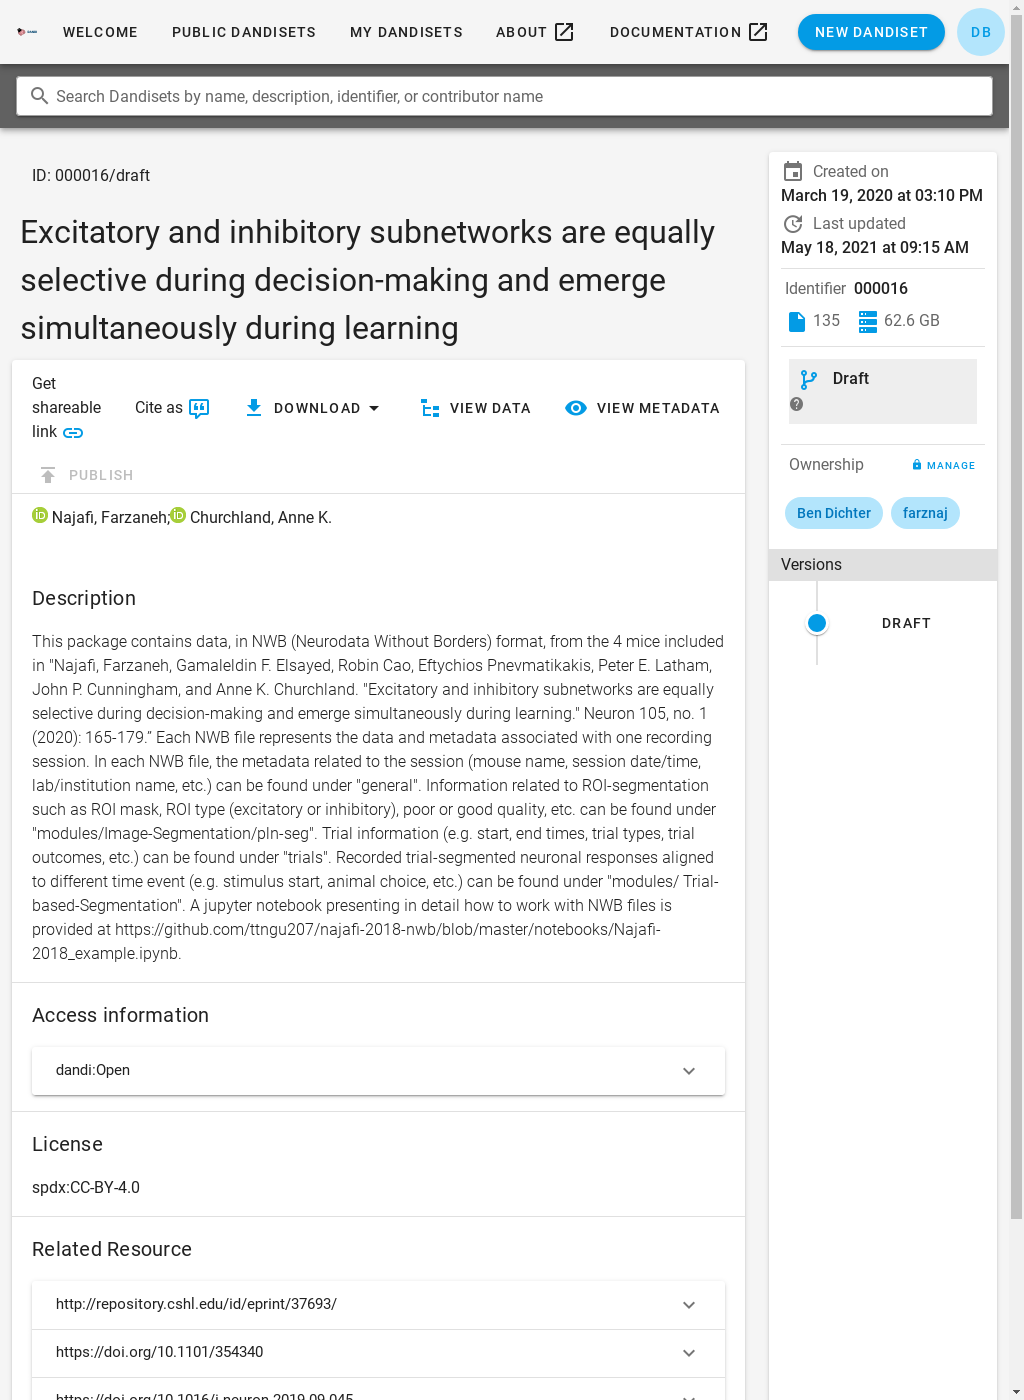 WELCOME
PUBLIC DANDISETS
MY DANDISETS
ABOUT
DOCUMENTATION
NEW DANDISET
DB
Search Dandisets by name, description, identifier, or contributor name
ID: 000016/draft
Excitatory and inhibitory subnetworks are equally
selective during decision-making and emerge
simultaneously during learning
Get
shareable
link
Cite as
DOWNLOAD
VIEW DATA
VIEW METADATA
PUBLISH
Najafi, Farzaneh; Churchland, Anne K.
Description
This package contains data, in NWB (Neurodata Without Borders) format, from the 4 mice included
in "Najafi, Farzaneh, Gamaleldin F. Elsayed, Robin Cao, Eftychios Pnevmatikakis, Peter E. Latham,
John P. Cunningham, and Anne K. Churchland. "Excitatory and inhibitory subnetworks are equally
selective during decision-making and emerge simultaneously during learning." Neuron 105, no. 1
(2020): 165-179.” Each NWB file represents the data and metadata associated with one recording
session. In each NWB file, the metadata related to the session (mouse name, session date/time,
lab/institution name, etc.) can be found under "general". Information related to ROI-segmentation
such as ROI mask, ROI type (excitatory or inhibitory), poor or good quality, etc. can be found under
"modules/Image-Segmentation/pln-seg". Trial information (e.g. start, end times, trial types, trial
outcomes, etc.) can be found under "trials". Recorded trial-segmented neuronal responses aligned
to different time event (e.g. stimulus start, animal choice, etc.) can be found under "modules/ Trial-
based-Segmentation". A jupyter notebook presenting in detail how to work with NWB files is
provided at https://github.com/ttngu207/najafi-2018-nwb/blob/master/notebooks/Najafi-
2018_example.ipynb.
Access information
dandi:Open
License
spdx:CC-BY-4.0
Related Resource
http://repository.cshl.edu/id/eprint/37693/
https://doi.org/10.1101/354340
https://doi.org/10.1016/j.neuron.2019.09.045
Created on
March 19, 2020 at 03:10 PM
Last updated
May 18, 2021 at 09:15 AM
Identifier 000016
135
62.6 GB
Draft
Ownership
MANAGE
Ben Dichter
farznaj
Versions
DRAFT